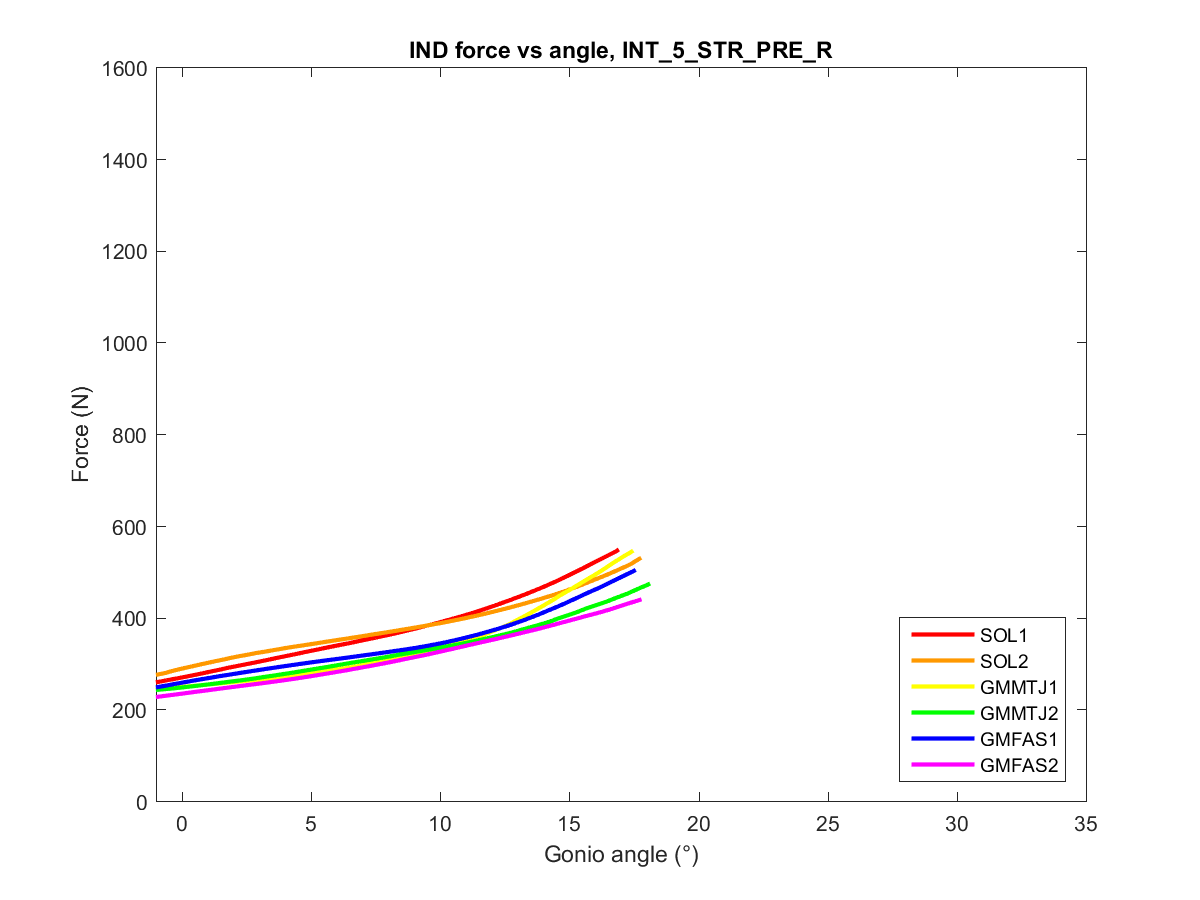 IND force vs angle, INT_5_STR_PRE_R
1600
1400
1200
1000
800
600
400
200
0
Force (N)
0 5 10 15 20 25 30 35
Gonio angle (°)
SOL1
SOL2
GMMTJ1
GMMTJ2
GMFAS1
GMFAS2